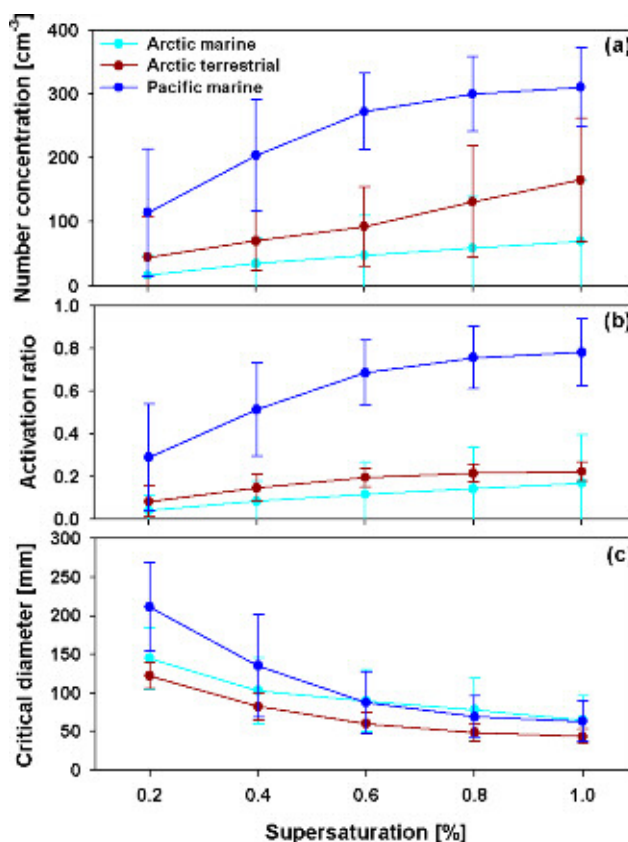 400
(a)
Arctic marine
Arctic terrestrial
Pacific marine
300
200
100
0
Number concentration [cm-3]
1.0
(b)
0.8
0.6
0.4
0.2
0.0
Activation ratio
300
(c)
250
200
150
100
50
0
Critical diameter [mm]
0.2 0.4 0.6 0.8 1.0
Supersaturation [%]